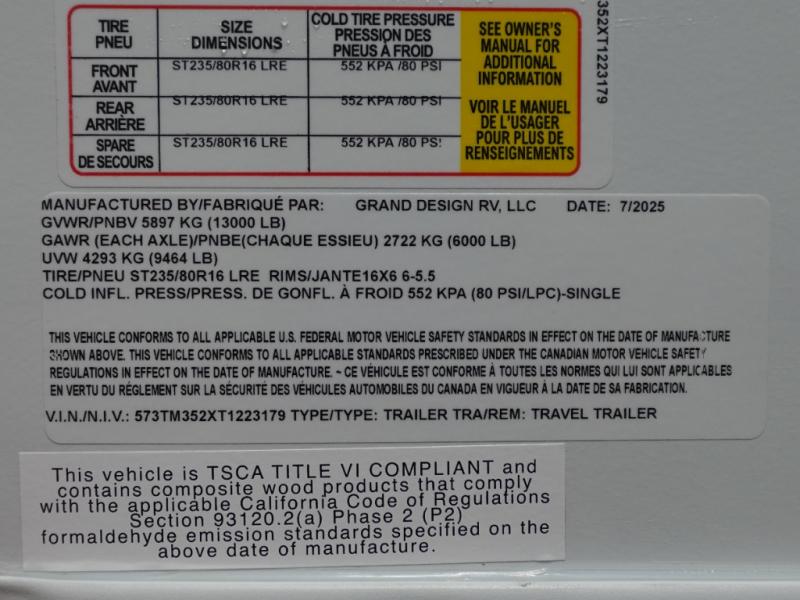 TIRE PNEU SIZE DIMENSIONS COLD TIRE PRESSURE PRESSION DES PNEUS À FROID
FRONT AVANT ST235/80R16 LRE 552 KPA /80 PSI
REAR ARRIÈRE ST235/80R16 LRE 552 KPA /80 PSI
SPARE DE SECOURS ST235/80R16 LRE 552 KPA /80 PSI
SEE OWNER'S
MANUAL FOR
ADDITIONAL
INFORMATION
VOIR LE MANUEL
DE L'USAGER
POUR PLUS DE
RENSEIGNEMENTS
352XT1223179
MANUFACTURED BY/FABRIQUÉ PAR: GRAND DESIGN RV, LLC DATE: 7/2025
GVWR/PNBV 5897 KG (13000 LB)
GAWR (EACH AXLE)/PNBE(CHAQUE ESSIEU) 2722 KG (6000 LB)
UVW 4293 KG (9464 LB)
TIRE/PNEU ST235/80R16 LRE RIMS/JANTE16X6 6-5.5
COLD INFL. PRESS/PRESS. DE GONFL. À FROID 552 KPA (80 PSI/LPC)-SINGLE
THIS VEHICLE CONFORMS TO ALL APPLICABLE U.S. FEDERAL MOTOR VEHICLE SAFETY STANDARDS IN EFFECT ON THE DATE OF MANUFACTURE
SHOWN ABOVE. THIS VEHICLE CONFORMS TO ALL APPLICABLE STANDARDS PRESCRIBED UNDER THE CANADIAN MOTOR VEHICLE SAFETY
REGULATIONS IN EFFECT ON THE DATE OF MANUFACTURE. ~ CE VÉHICULE EST CONFORME À TOUTES LES NORMES QUI LUI SONT APPLICABLES
EN VERTU DU RÉGLEMENT SUR LA SÉCURITÉ DES VÉHICULES AUTOMOBILES DU CANADA EN VIGUEUR À LA DATE DE SA FABRICATION.
V.I.N./N.I.V.: 573TM352XT1223179 TYPE/TYPE: TRAILER TRA/REM: TRAVEL TRAILER
This vehicle is TSCA TITLE VI COMPLIANT and
contains composite wood products that comply
with the applicable California Code of Regulations
Section 93120.2(a) Phase 2 (P2)
formaldehyde emission standards specified on the
above date of manufacture.